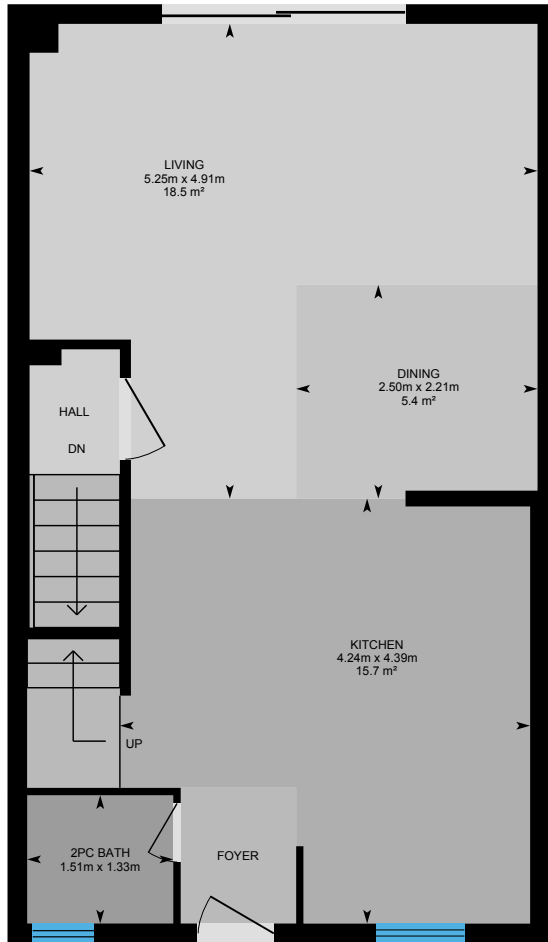 LIVING
5.25m x 4.91m
18.5 m²
DINING
2.50m x 2.21m
5.4 m²
HALL
DN
KITCHEN
4.24m x 4.39m
15.7 m²
UP
2PC BATH
1.51m x 1.33m
FOYER